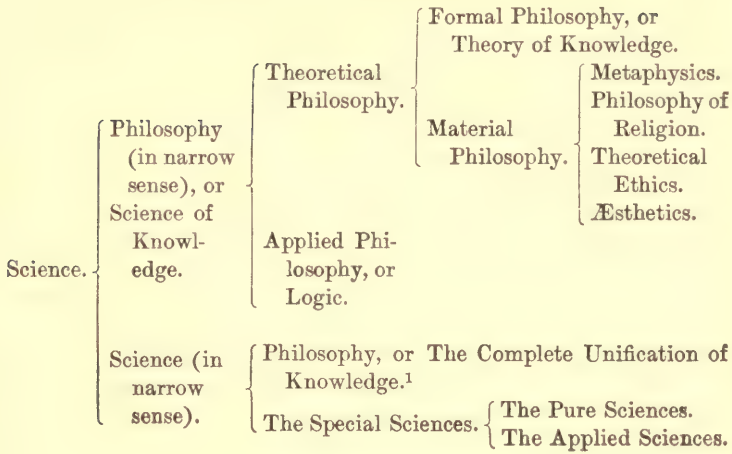 Formal Philosophy, or
Theory of Knowledge.
Theoretical
Philosophy.
Metaphysics.
Philosophy of
Religion.
Material
Philosophy.
Theoretical
Ethics.
Æsthetics.
Philosophy
(in narrow
sense), or
Science of
Knowl-
edge.
Applied Phi-
losophy, or
Logic.
Science.
Science (in
narrow
sense).
Philosophy, or The Complete Unification of
Knowledge.¹
The Special Sciences.
The Pure Sciences.
The Applied Sciences.